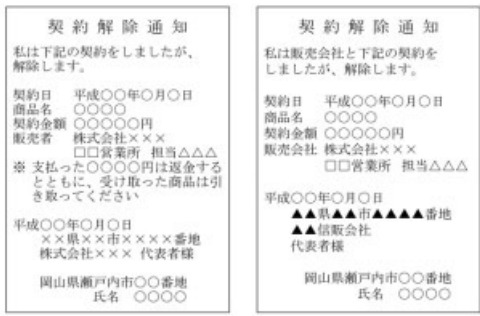 契約解除通知
私は下記の契約をしましたが、
解除します。
契約日 平成○○年○月○日
商品名 ○○○○
契約金額 ○○○○○円
販売者 株式会社×××
□□営業所 担当△△△
※ 支払った○○○○円は返金する
とともに、受け取った商品は引
き取ってください
平成○○年○月○日
××県××市××××番地
株式会社××× 代表者様
岡山県瀬戸内市○○番地
氏名 ○○○○
契約解除通知
私は販売会社と下記の契約を
しましたが、解除します。
契約日 平成○○年○月○日
商品名 ○○○○
契約金額 ○○○○○円
販売会社 株式会社×××
□□営業所 担当△△△
平成○○年○月○日
▲▲県▲▲市▲▲▲▲番地
▲▲信販会社
代表者様
岡山県瀬戸内市○○番地
氏名 ○○○○